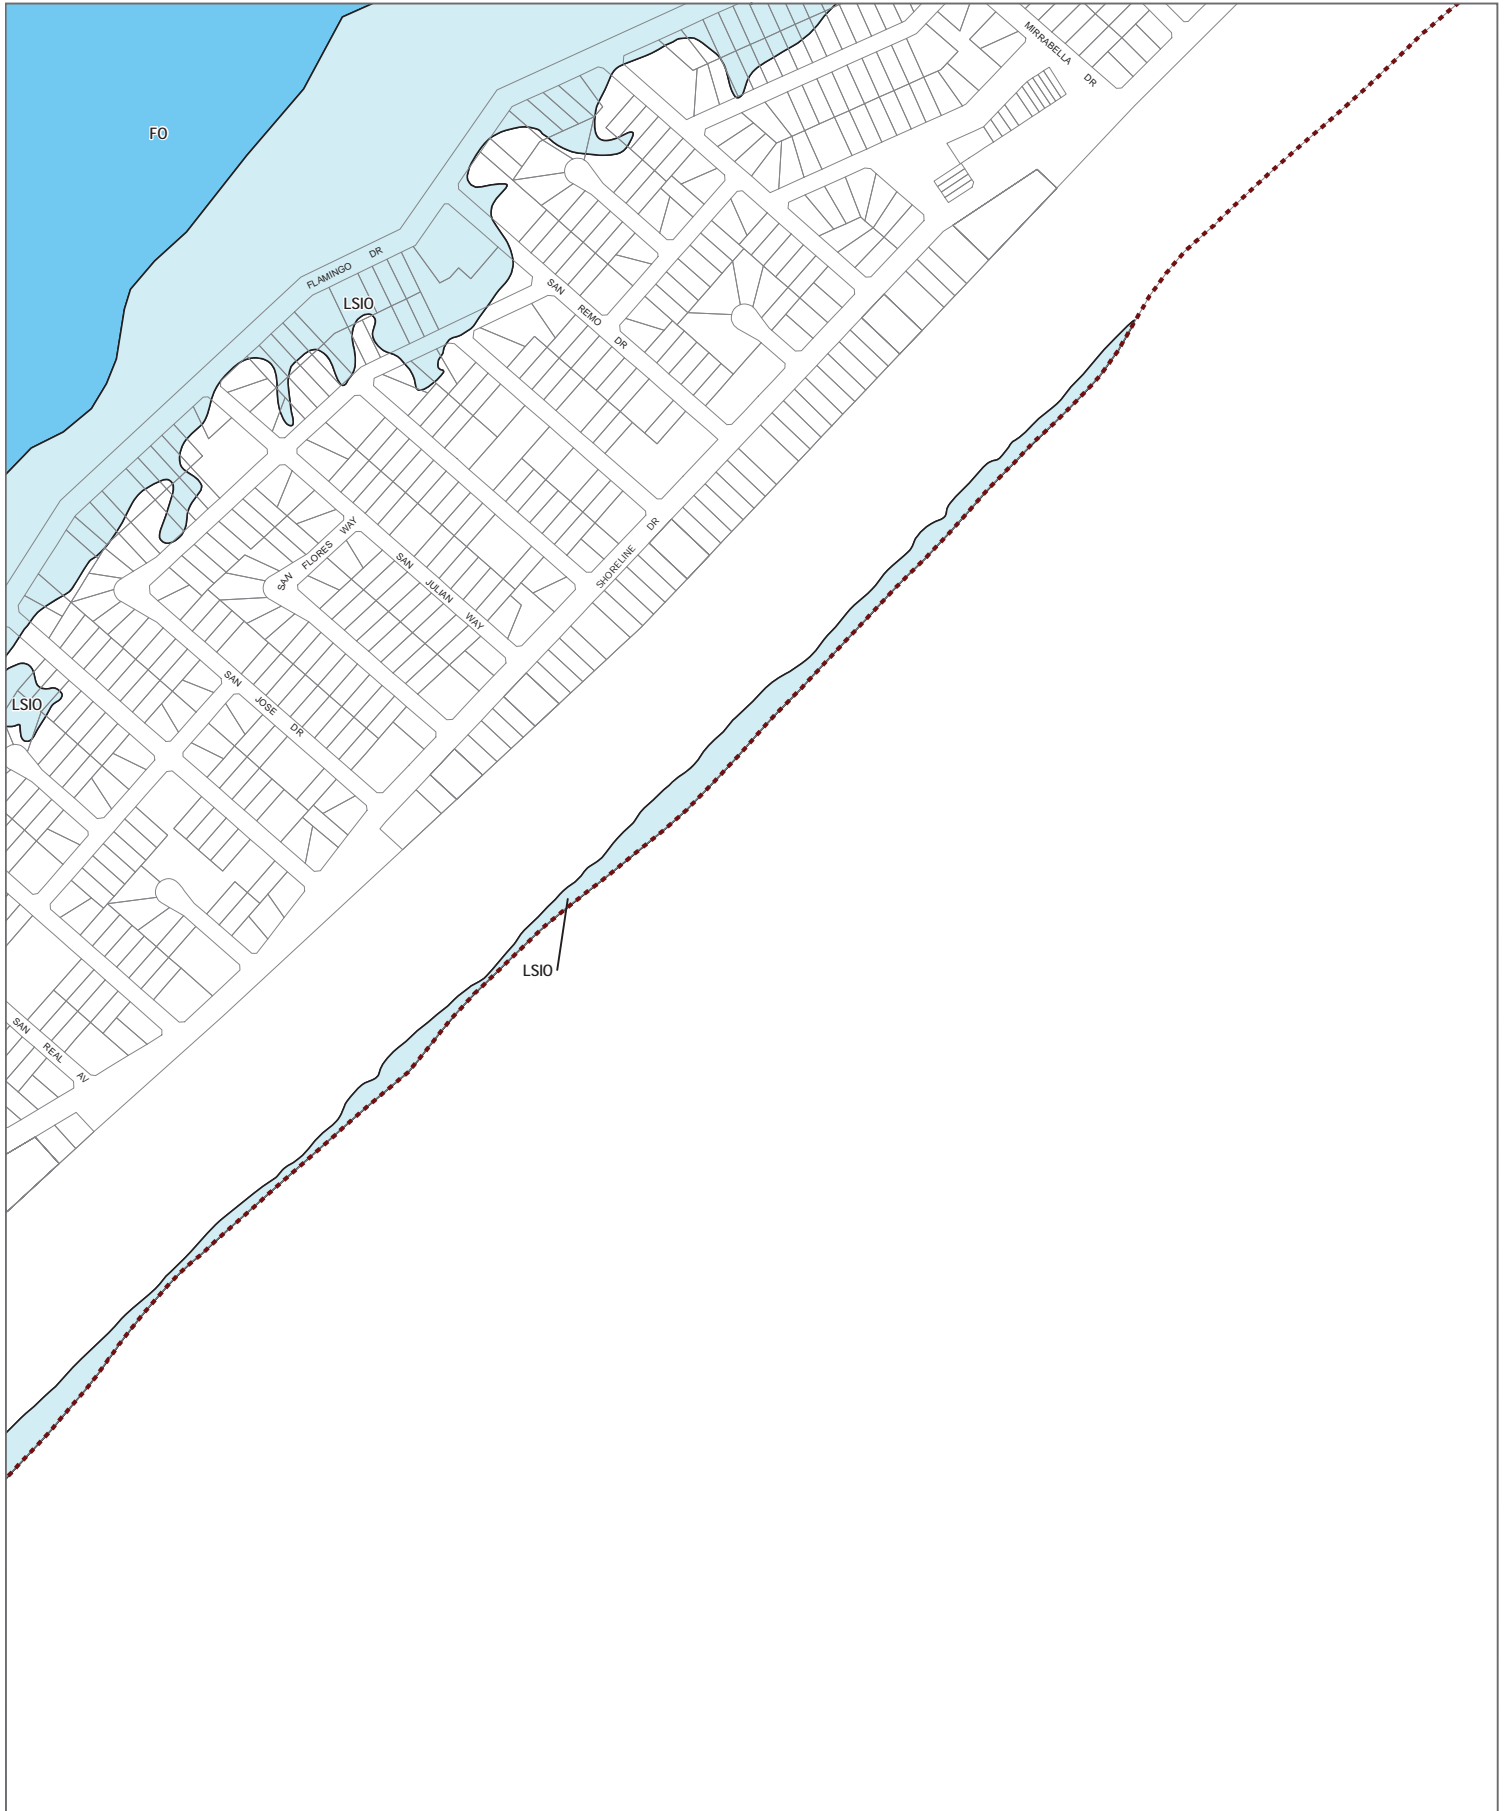 MIRRABELLA DR
FO
FLAMINGO DR
LSIO
SAN REMO DR
SHORELINE DR
SAN FLORES WAY
SAN JULIAN WAY
SAN JOSE DR
LSIO
LSIO
SAN REAL AV